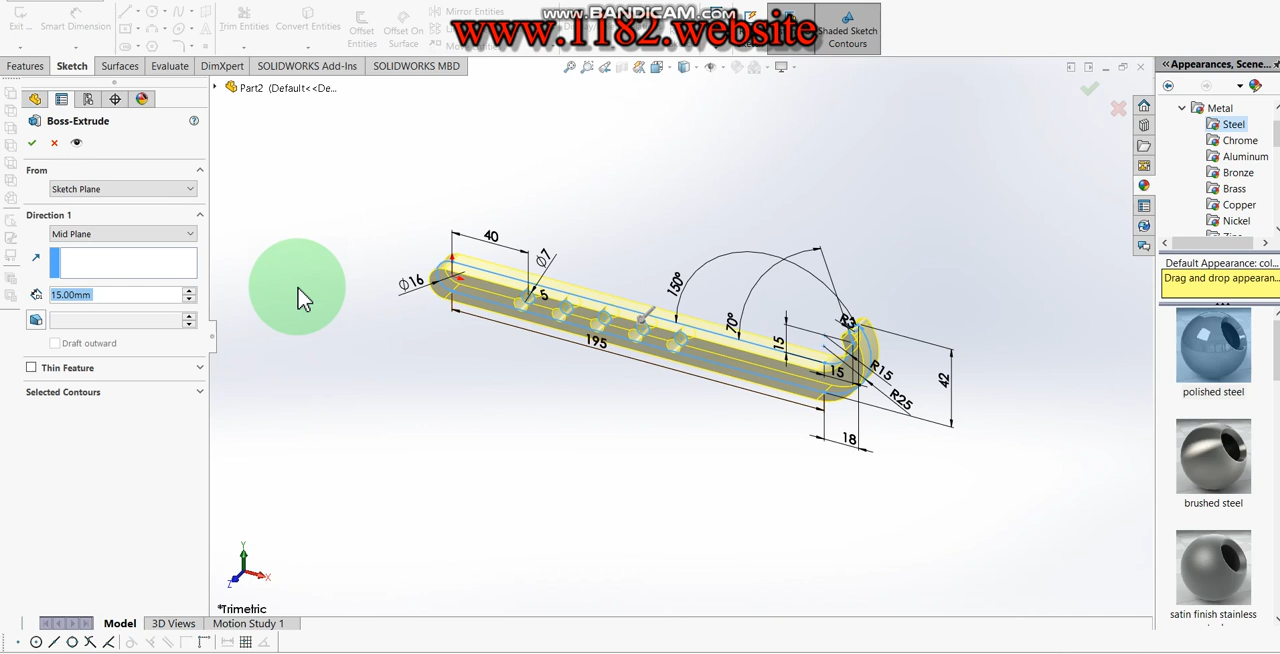 www.BANDICAM.com
www.1182.website
Exit ...
Smart Dimension
Trim Entities
Convert Entities
Offset
Entities
Offset On
Surface
Mirror Entities
Shaded Sketch
Contours
Features
Sketch
Surfaces
Evaluate
DimXpert
SOLIDWORKS Add-Ins
SOLIDWORKS MBD
Part2 (Default<<De...
Boss-Extrude
From
Sketch Plane
Direction 1
Mid Plane
15.00mm
Draft outward
Thin Feature
Selected Contours
40
Φ7
Φ16
5
195
150°
70°
15
R3
15
R15
R25
42
18
Y
X
Z
*Trimetric
Model
3D Views
Motion Study 1
Appearances, Scene...
Metal
Steel
Chrome
Aluminum
Bronze
Brass
Copper
Nickel
Default Appearance: col...
Drag and drop appearan...
polished steel
brushed steel
satin finish stainless